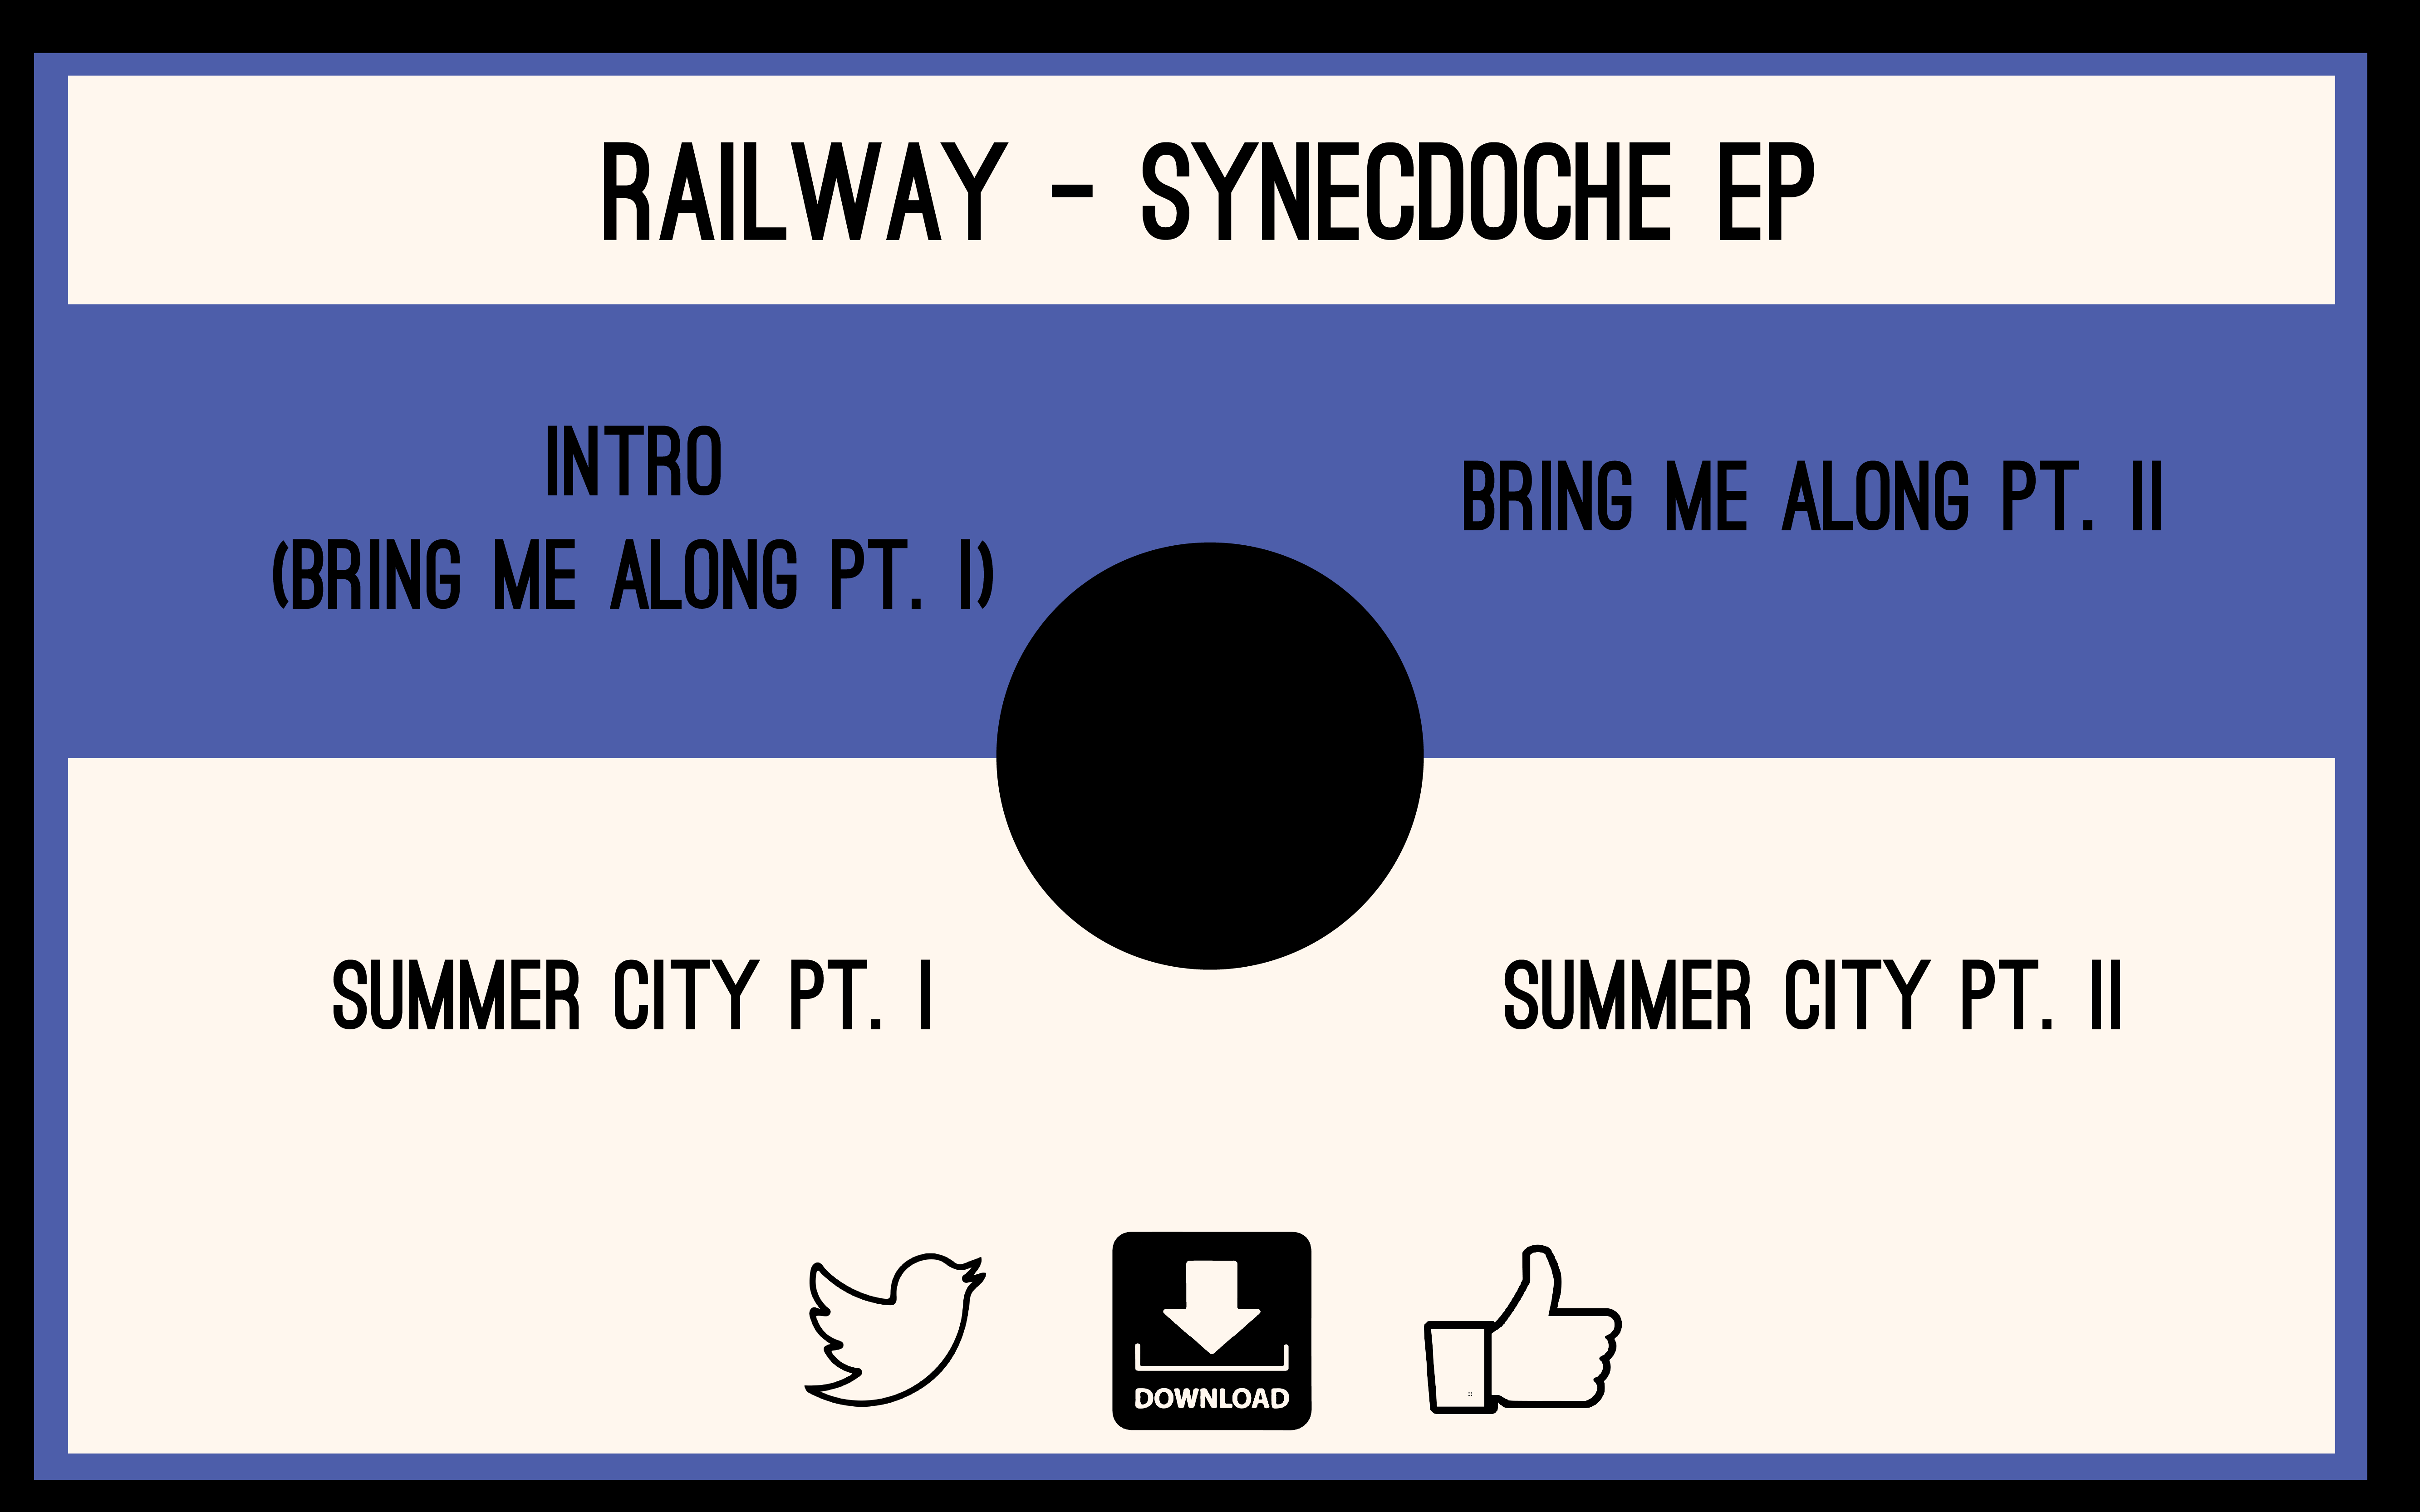 RAILWAY - SYNECDOCHE EP
INTRO
(BRING ME ALONG PT. I)
BRING ME ALONG PT. II
SUMMER CITY PT. I
SUMMER CITY PT. II
DOWNLOAD